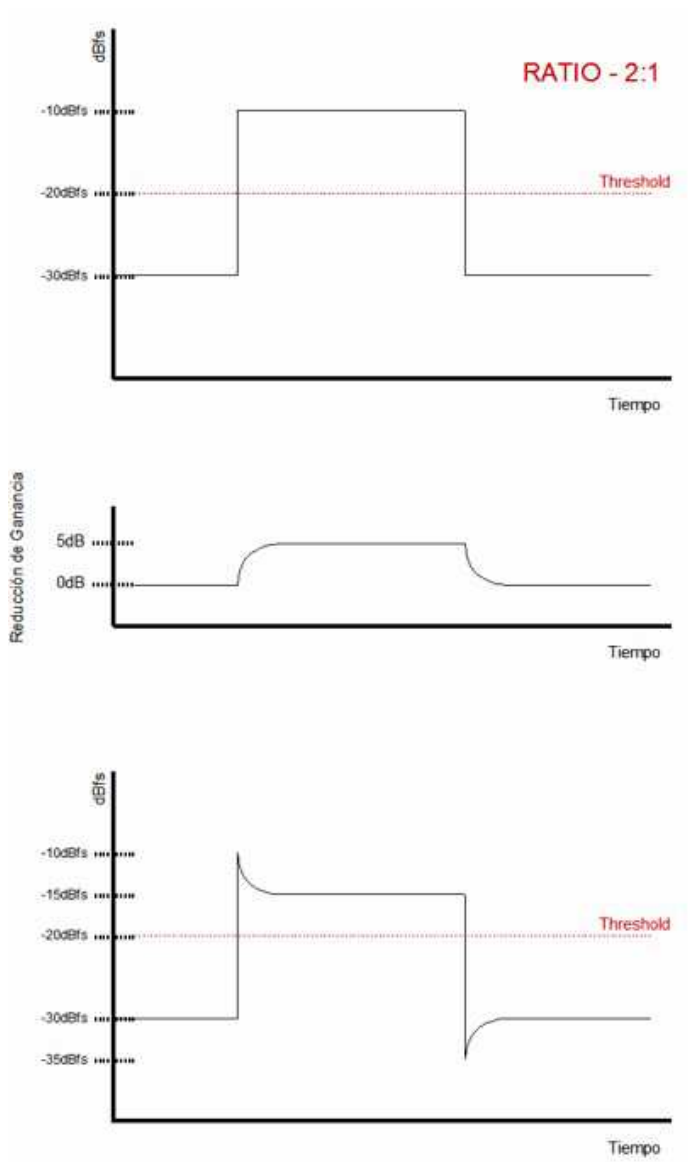 dBfs
RATIO - 2:1
-10dBfs
Threshold
-20dBfs
-30dBfs
Tiempo
Reducción de Ganancia
5dB
0dB
Tiempo
dBfs
-10dBfs
-15dBfs
Threshold
-20dBfs
-30dBfs
-35dBfs
Tiempo